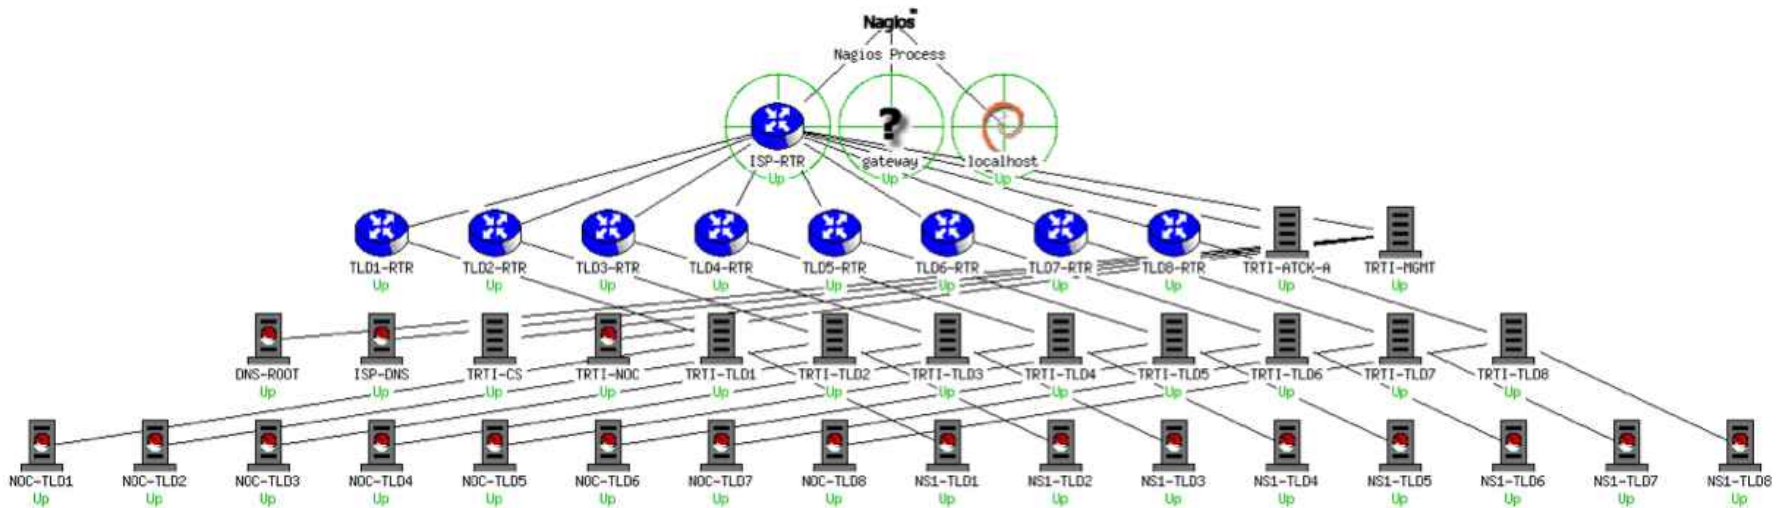 Nagios™
Nagios Process
?
ISP-RTR gateway localhost
Up Up Up
TLD1-RTR TLD2-RTR TLD3-RTR TLD4-RTR TLD5-RTR TLD6-RTR TLD7-RTR TLD8-RTR TRTI-ATCK-A TRTI-MGMT
Up Up Up Up Up Up Up Up Up Up
DNS-ROOT ISP-DNS TRTI-CS TRTI-NOC TRTI-TLD1 TRTI-TLD2 TRTI-TLD3 TRTI-TLD4 TRTI-TLD5 TRTI-TLD6 TRTI-TLD7 TRTI-TLD8
Up Up Up Up Up Up Up Up Up Up Up Up
NOC-TLD1 NOC-TLD2 NOC-TLD3 NOC-TLD4 NOC-TLD5 NOC-TLD6 NOC-TLD7 NOC-TLD8 NS1-TLD1 NS1-TLD2 NS1-TLD3 NS1-TLD4 NS1-TLD5 NS1-TLD6 NS1-TLD7 NS1-TLD8
Up Up Up Up Up Up Up Up Up Up Up Up Up Up Up Up